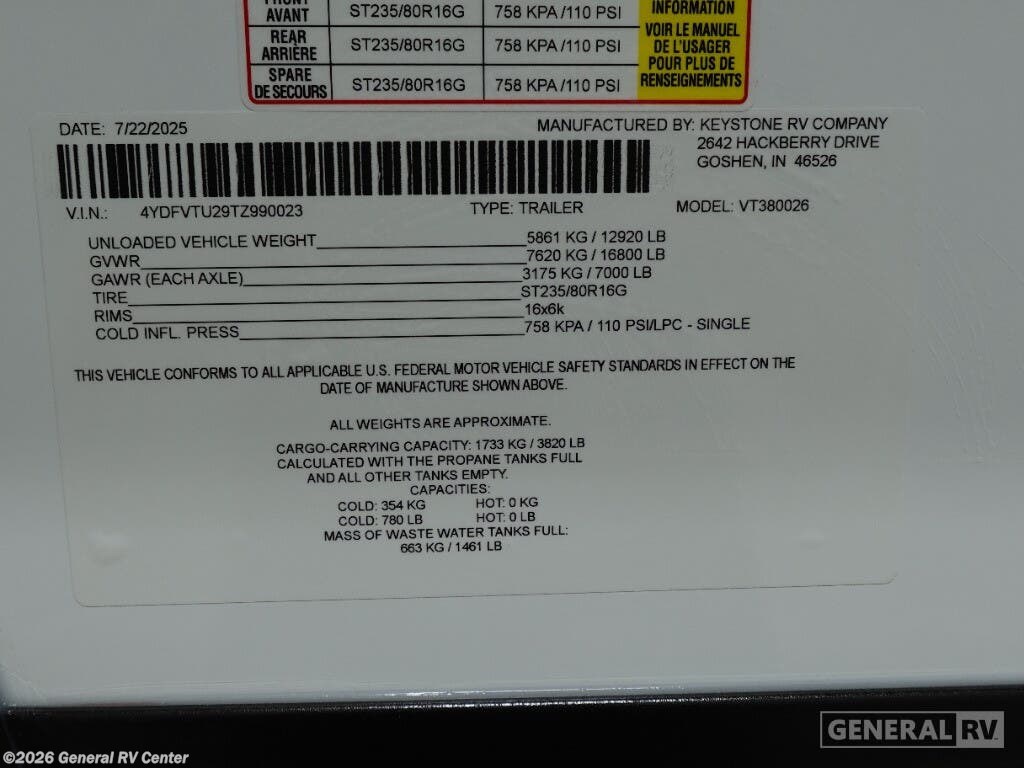 FRONT
AVANT ST235/80R16G 758 KPA /110 PSI
REAR
ARRIÈRE ST235/80R16G 758 KPA /110 PSI
SPARE
DE SECOURS ST235/80R16G 758 KPA /110 PSI
INFORMATION
VOIR LE MANUEL
DE L'USAGER
POUR PLUS DE
RENSEIGNEMENTS
DATE: 7/22/2025
MANUFACTURED BY: KEYSTONE RV COMPANY
2642 HACKBERRY DRIVE
GOSHEN, IN 46526
V.I.N.: 4YDFVTU29TZ990023 TYPE: TRAILER MODEL: VT380026
UNLOADED VEHICLE WEIGHT 5861 KG / 12920 LB
GVWR 7620 KG / 16800 LB
GAWR (EACH AXLE) 3175 KG / 7000 LB
TIRE ST235/80R16G
RIMS 16x6k
COLD INFL. PRESS 758 KPA / 110 PSI/LPC - SINGLE
THIS VEHICLE CONFORMS TO ALL APPLICABLE U.S. FEDERAL MOTOR VEHICLE SAFETY STANDARDS IN EFFECT ON THE
DATE OF MANUFACTURE SHOWN ABOVE.
ALL WEIGHTS ARE APPROXIMATE.
CARGO-CARRYING CAPACITY: 1733 KG / 3820 LB
CALCULATED WITH THE PROPANE TANKS FULL
AND ALL OTHER TANKS EMPTY.
CAPACITIES:
COLD: 354 KG HOT: 0 KG
COLD: 780 LB HOT: 0 LB
MASS OF WASTE WATER TANKS FULL:
663 KG / 1461 LB
GENERAL RV
©2026 General RV Center